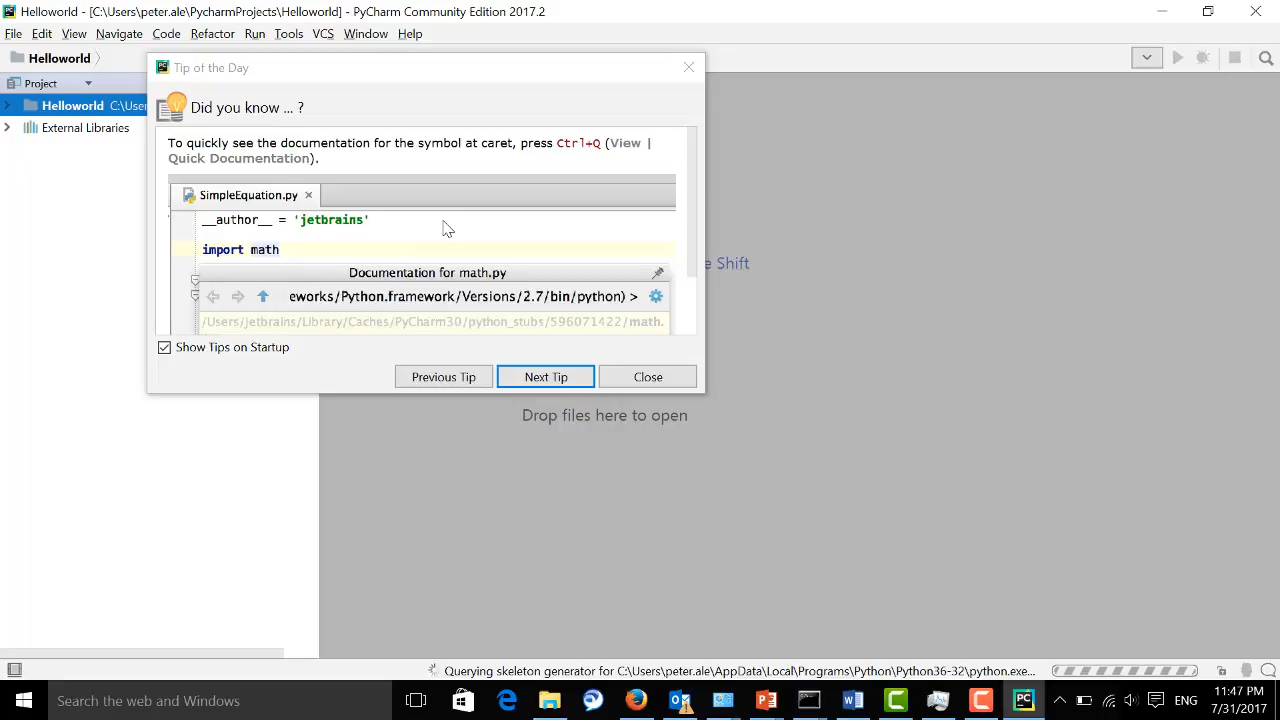 Helloworld - [C:\Users\peter.ale\PycharmProjects\Helloworld] - PyCharm Community Edition 2017.2
File Edit View Navigate Code Refactor Run Tools VCS Window Help
Helloworld
Project
Helloworld C:\User
External Libraries
Tip of the Day
Did you know ... ?
To quickly see the documentation for the symbol at caret, press Ctrl+Q (View |
Quick Documentation).
SimpleEquation.py
__author__ = 'jetbrains'
import math
Documentation for math.py
eworks/Python.framework/Versions/2.7/bin/python) >
/Users/jetbrains/Library/Caches/PyCharm30/python_stubs/596071422/math.
Show Tips on Startup
Previous Tip Next Tip Close
e Shift
Drop files here to open
Querying skeleton generator for C:\Users\peter.ale\AppData\Local\Programs\Python\Python36-32\python.exe...
Search the web and Windows
ENG
11:47 PM
7/31/2017